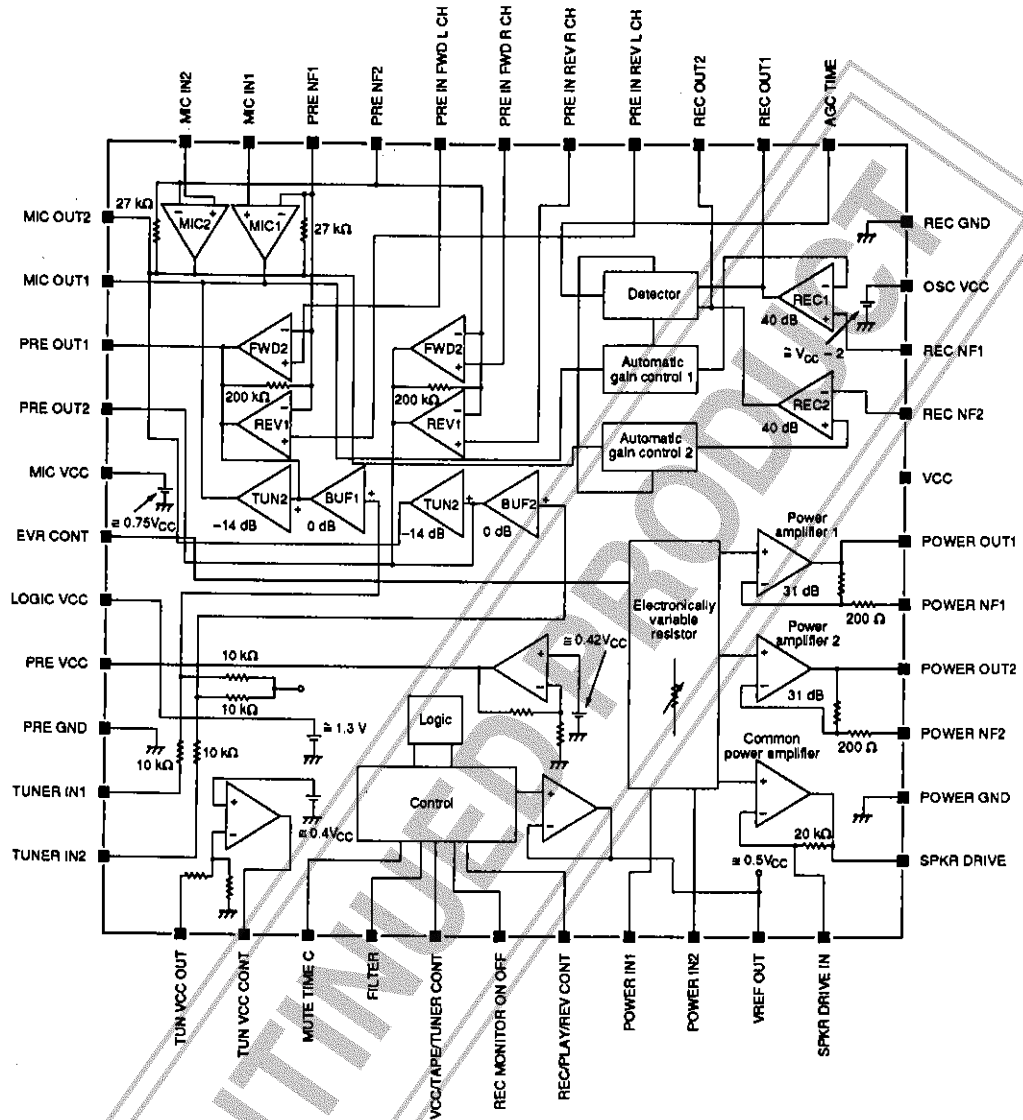 MIC IN2
MIC IN1
PRE NF1
PRE NF2
PRE IN FWD L CH
PRE IN FWD R CH
PRE IN REV R CH
PRE IN REV L CH
REC OUT2
REC OUT1
AGC TIME
MIC OUT2
MIC OUT1
PRE OUT1
PRE OUT2
MIC VCC
EVR CONT
LOGIC VCC
PRE VCC
PRE GND
TUNER IN1
TUNER IN2
27 kΩ
MIC2
MIC1
27 kΩ
FWD2
200 kΩ
REV1
FWD2
200 kΩ
REV1
TUN2
-14 dB
BUF1
0 dB
TUN2
-14 dB
BUF2
0 dB
≅ 0.75VCC
Detector
Automatic
gain control 1
Automatic
gain control 2
REC1
40 dB
≅ VCC - 2
REC2
40 dB
Electronically
variable
resistor
Power
amplifier 1
31 dB
200 Ω
Power
amplifier 2
31 dB
200 Ω
Common
power amplifier
20 kΩ
≅ 0.5VCC
≅ 0.42VCC
10 kΩ
10 kΩ
≅ 1.3 V
10 kΩ
10 kΩ
≅ 0.4VCC
Logic
Control
REC GND
OSC VCC
REC NF1
REC NF2
VCC
POWER OUT1
POWER NF1
POWER OUT2
POWER NF2
POWER GND
SPKR DRIVE
TUN VCC OUT
TUN VCC CONT
MUTE TIME C
FILTER
VCC/TAPE/TUNER CONT
REC MONITOR ON OFF
REC/PLAY/REV CONT
POWER IN1
POWER IN2
VREF OUT
SPKR DRIVE IN
TINUED PRODUCT